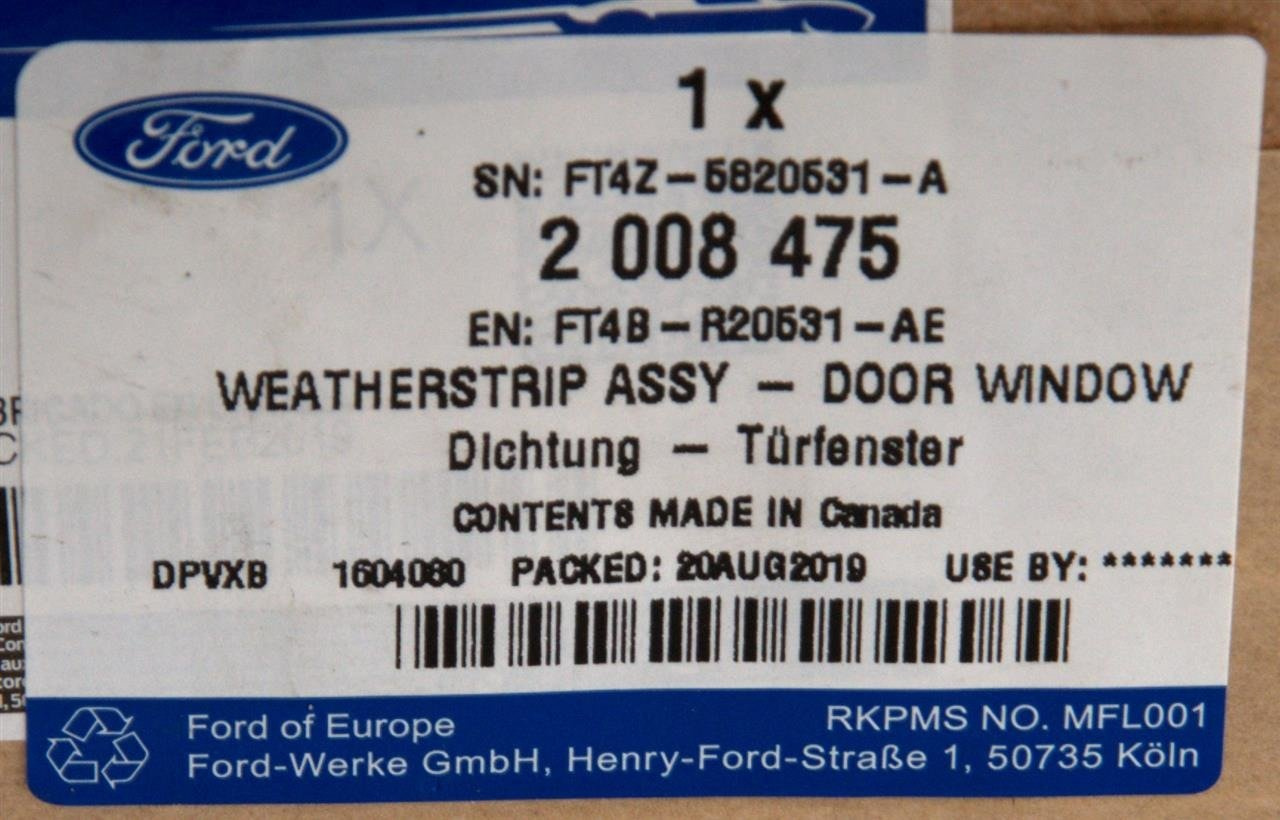 Ford
1 x
SN: FT4Z-5820531-A
2 008 475
EN: FT4B-R20531-AE
WEATHERSTRIP ASSY - DOOR WINDOW
Dichtung - Türfenster
CONTENTS MADE IN Canada
DPVXB 1604080 PACKED: 20AUG2019 USE BY: *******
Ford of Europe
RKPMS NO. MFL001
Ford-Werke GmbH, Henry-Ford-Straße 1, 50735 Köln
1X